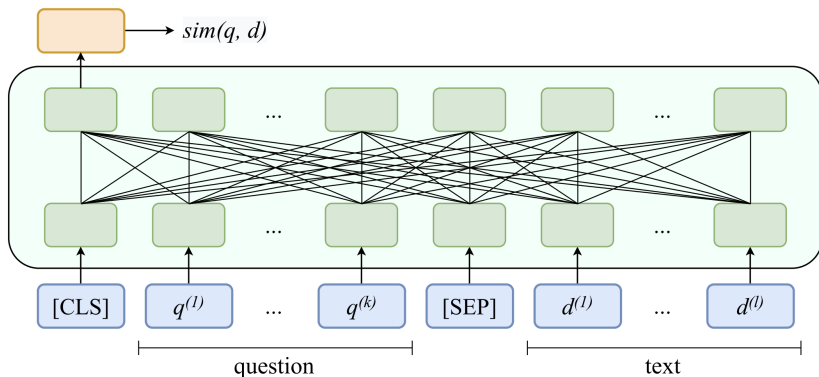 sim(q, d)
...
...
...
...
[CLS] q^(1) ... q^(k) [SEP] d^(1) ... d^(l)
question text